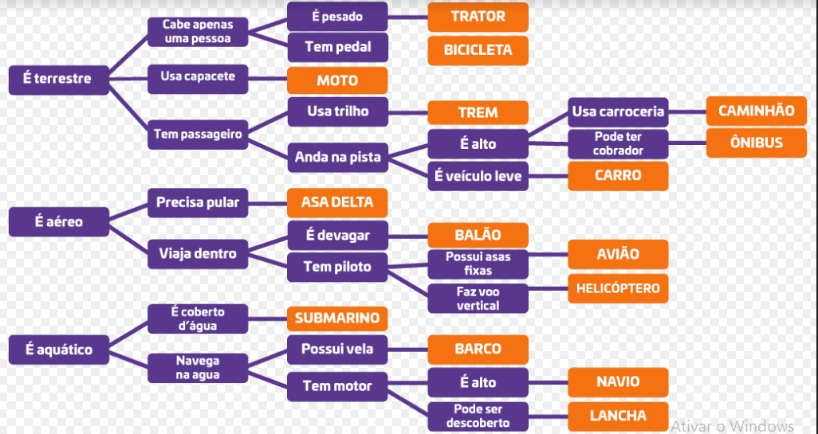 Cabe apenas
uma pessoa
É pesado
TRATOR
Tem pedal
BICICLETA
É terrestre
Usa capacete
MOTO
Tem passageiro
Usa trilho
TREM
Usa carroceria
CAMINHÃO
Anda na pista
É alto
Pode ter
cobrador
ÔNIBUS
É veículo leve
CARRO
É aéreo
Precisa pular
ASA DELTA
Viaja dentro
É devagar
BALÃO
Tem piloto
Possui asas
fixas
AVIÃO
Faz voo
vertical
HELICÓPTERO
É aquático
É coberto
d'água
SUBMARINO
Navega
na agua
Possui vela
BARCO
Tem motor
É alto
NAVIO
Pode ser
descoberto
LANCHA
Ativar o Windows